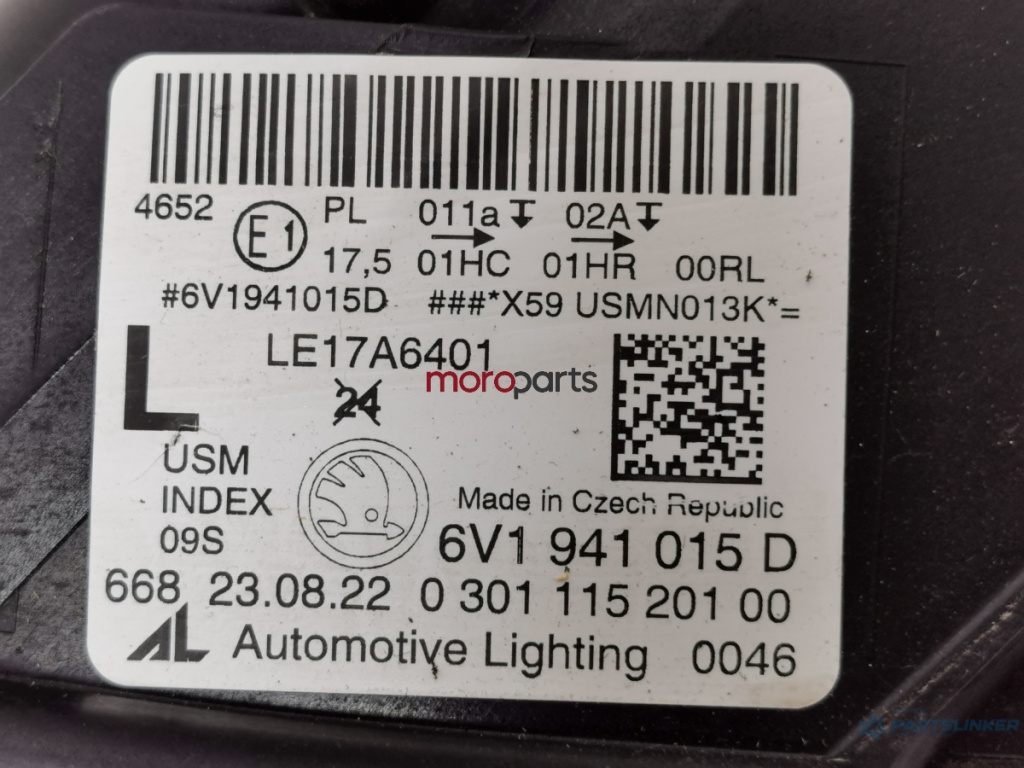 4652 E1 PL 011a 02A
17,5 01HC 01HR 00RL
#6V1941015D ###*X59 USMN013K*=
L LE17A6401
moroparts
24
USM
INDEX Made in Czech Republic
09S 6V1 941 015 D
668 23.08.22 0 301 115 201 00
AL Automotive Lighting 0046
PARTSLINKER